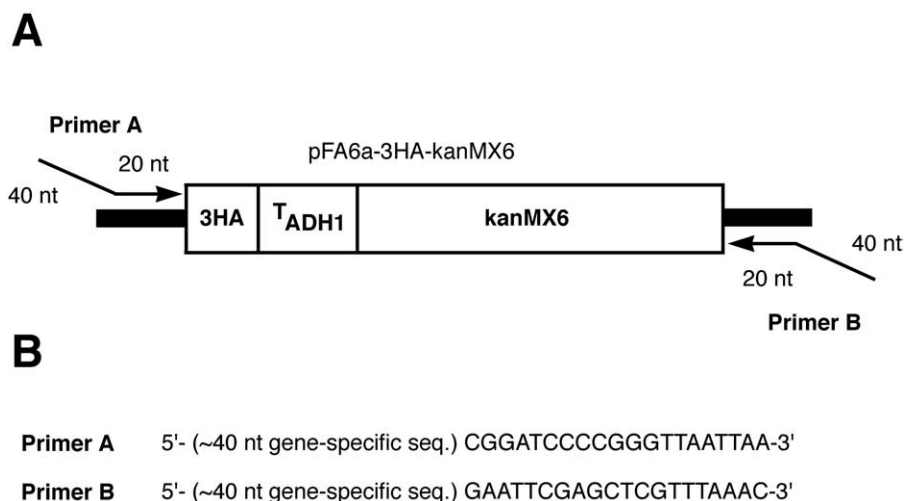 A
Primer A
20 nt
pFA6a-3HA-kanMX6
40 nt
3HA
TADH1
kanMX6
40 nt
20 nt
Primer B
B
Primer A 5'- (~40 nt gene-specific seq.) CGGATCCCCGGGTTAATTAA-3'
Primer B 5'- (~40 nt gene-specific seq.) GAATTCGAGCTCGTTTAAAC-3'